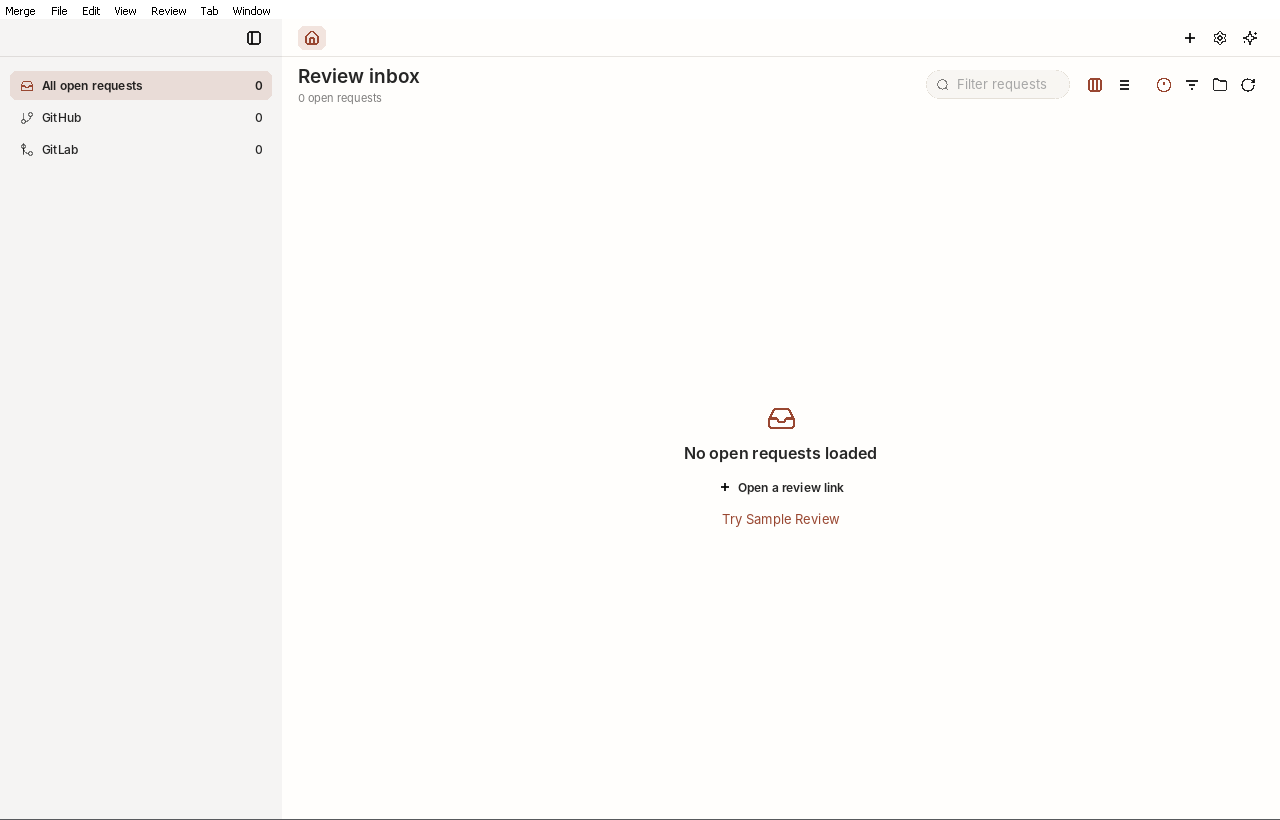 Merge File Edit View Review Tab Window
All open requests 0
GitHub 0
GitLab 0
Review inbox
0 open requests
Filter requests
No open requests loaded
Open a review link
Try Sample Review